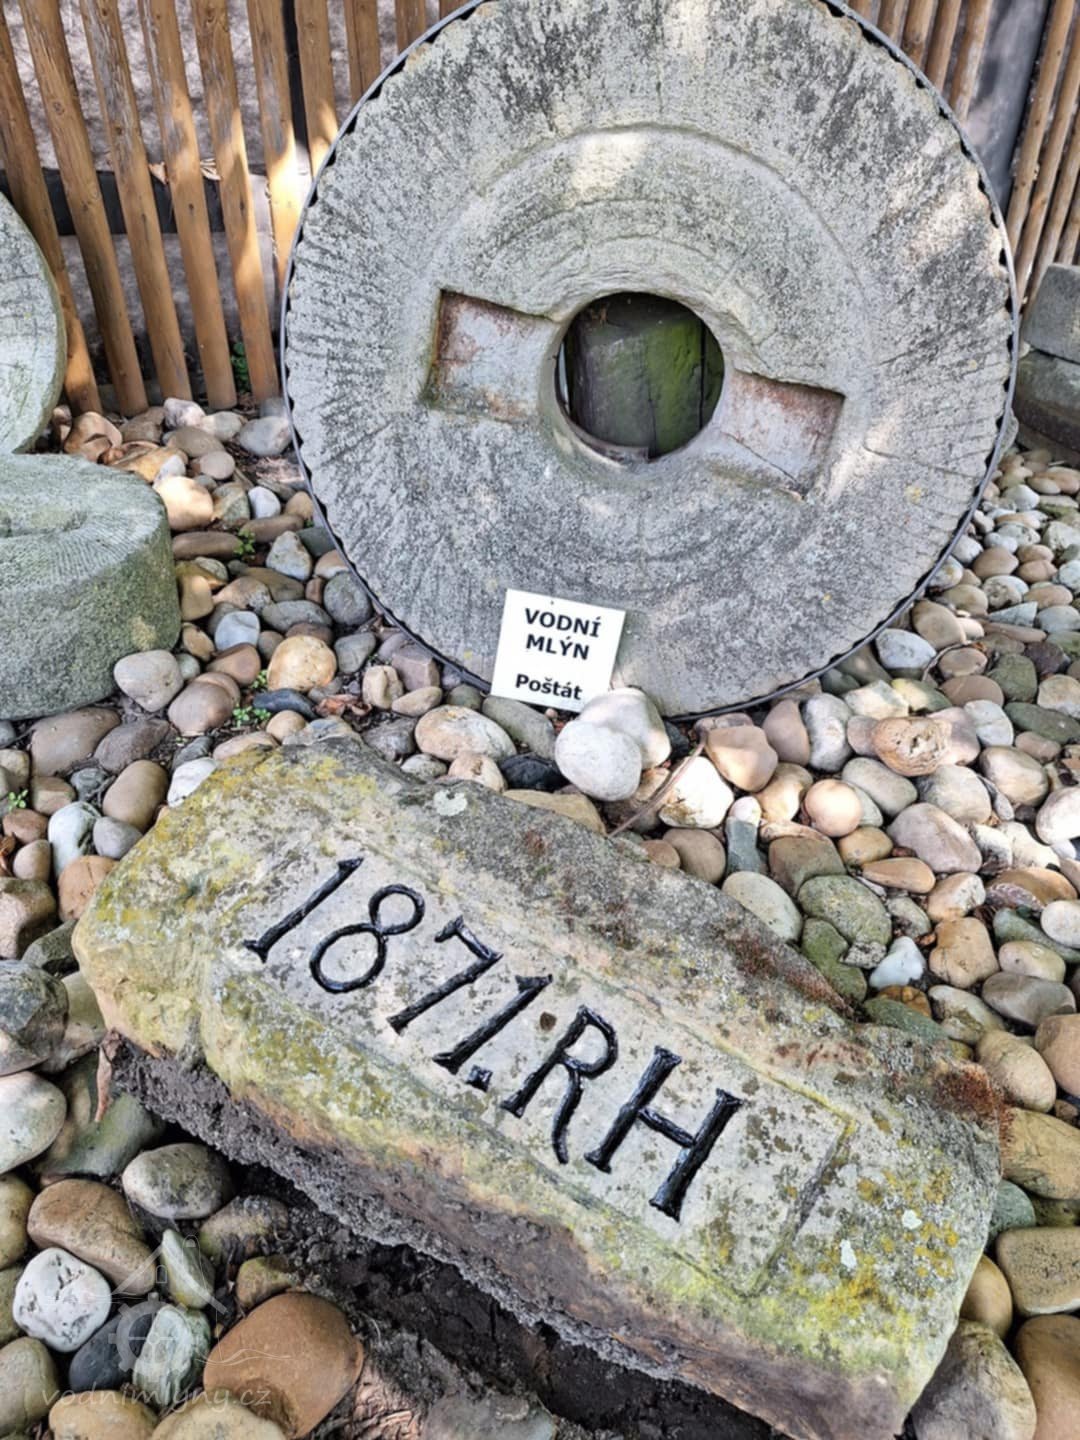 VODNÍ
MLÝN
Poštát
1871.RH
vodnimlyny.cz